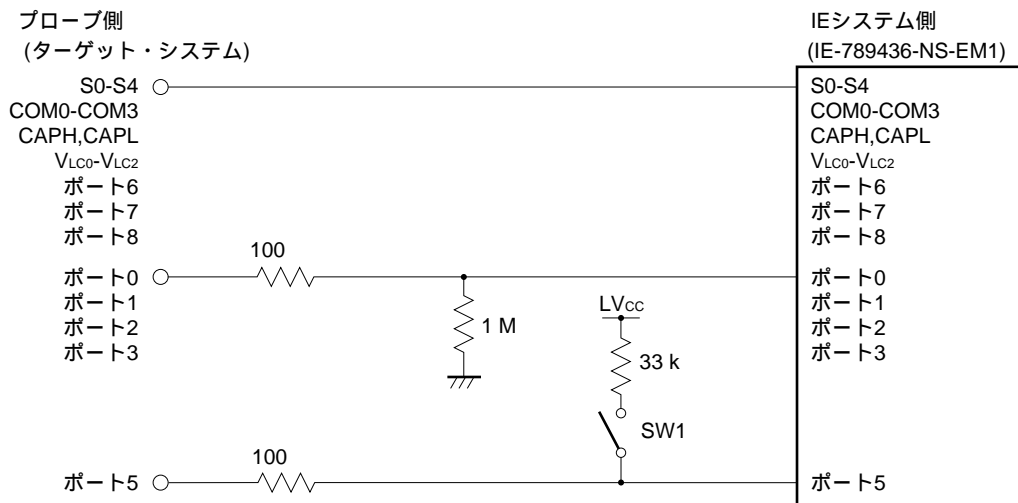 プローブ側
(ターゲット・システム)
IEシステム側
(IE-789436-NS-EM1)
S0-S4
COM0-COM3
CAPH,CAPL
VLC0-VLC2
ポート6
ポート7
ポート8
S0-S4
COM0-COM3
CAPH,CAPL
VLC0-VLC2
ポート6
ポート7
ポート8
100
ポート0
ポート1
ポート2
ポート3
1 M
LVCC
33 k
SW1
ポート0
ポート1
ポート2
ポート3
100
ポート5
ポート5